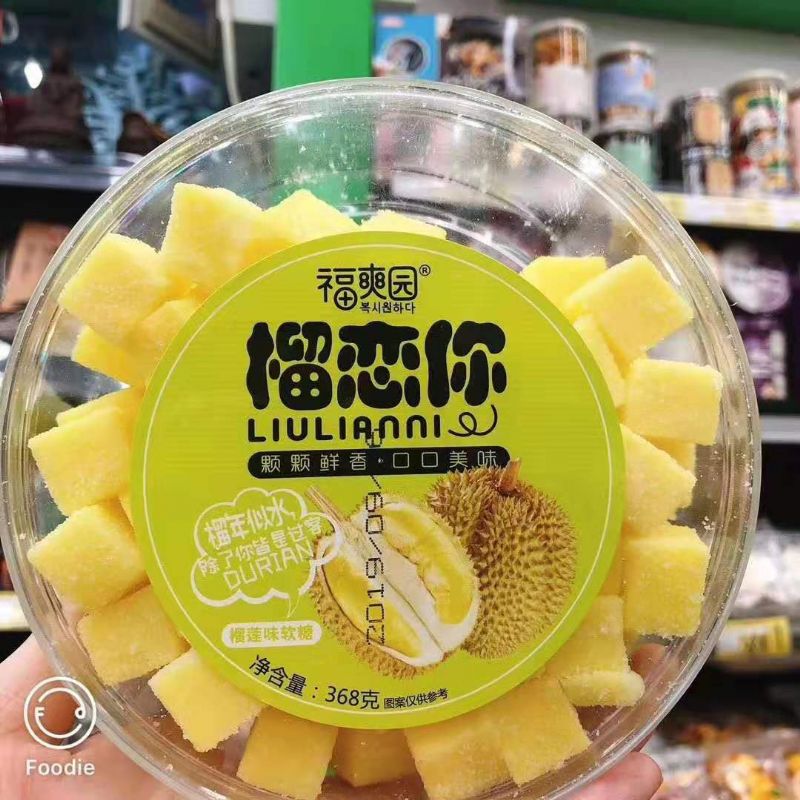 福爽园®
복시원하다
榴恋你
LIULIANNI
颗颗鲜香·口口美味
榴年似水
除了你皆是过客
DURIAN
榴莲味软糖
净含量：368克
图案仅供参考
Foodie